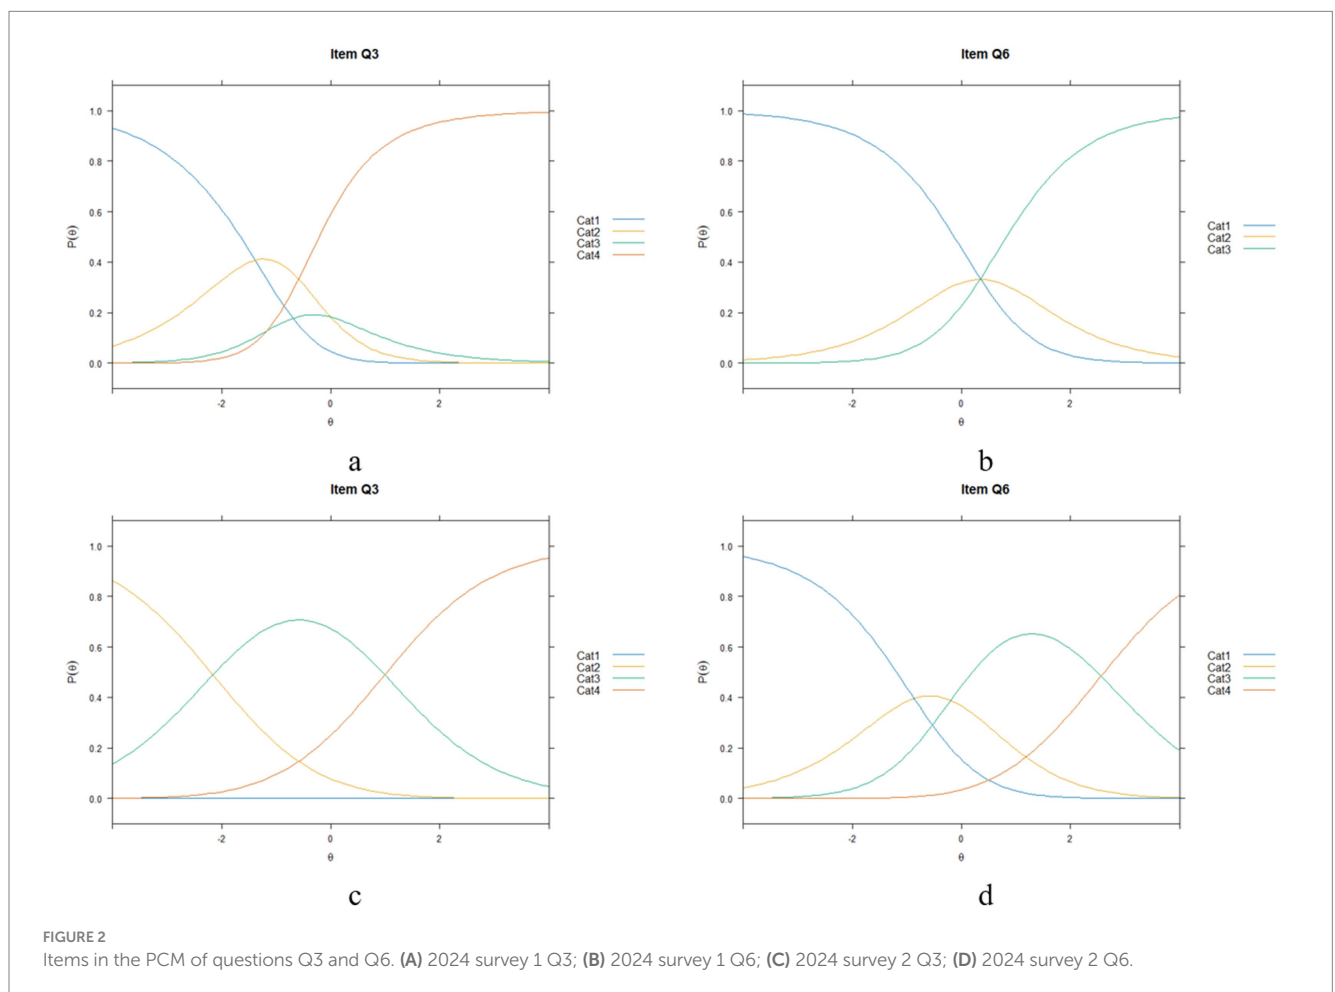 Item Q3
1.0
0.8
0.6
0.4
0.2
0.0
P(θ)
-2
0
2
θ
Cat1
Cat2
Cat3
Cat4
a
Item Q6
1.0
0.8
0.6
0.4
0.2
0.0
P(θ)
-2
0
2
θ
Cat1
Cat2
Cat3
b
Item Q3
1.0
0.8
0.6
0.4
0.2
0.0
P(θ)
-2
0
2
θ
Cat1
Cat2
Cat3
Cat4
c
Item Q6
1.0
0.8
0.6
0.4
0.2
0.0
P(θ)
-2
0
2
θ
Cat1
Cat2
Cat3
Cat4
d
FIGURE 2
Items in the PCM of questions Q3 and Q6. (A) 2024 survey 1 Q3; (B) 2024 survey 1 Q6; (C) 2024 survey 2 Q3; (D) 2024 survey 2 Q6.